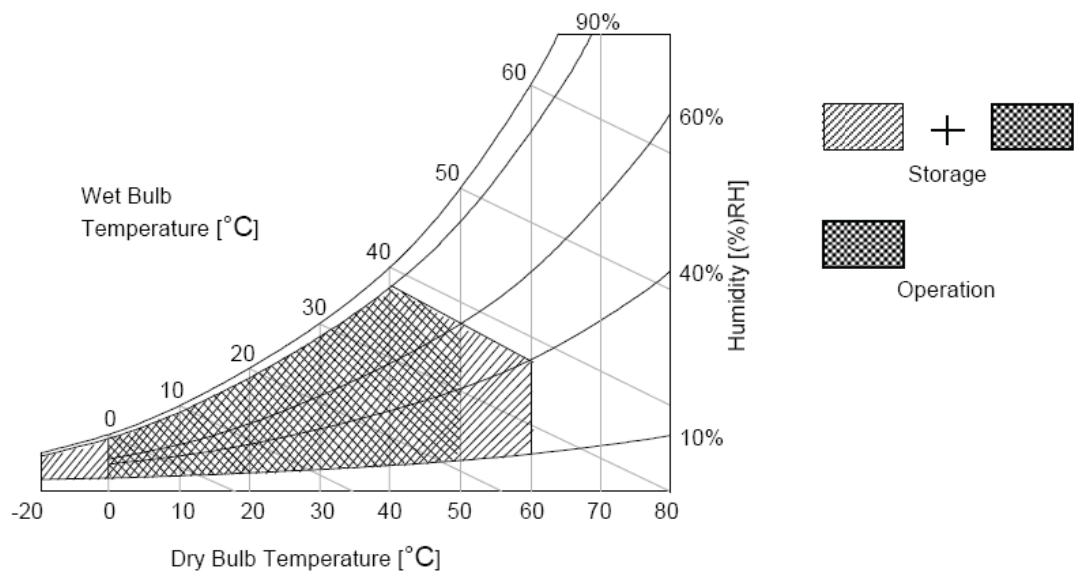 90%
60
60%
50
Wet Bulb
Temperature [°C]
40
40%
30
20
10
0
10%
Humidity [(%)RH]
-20 0 10 20 30 40 50 60 70 80
Dry Bulb Temperature [°C]
+
Storage
Operation